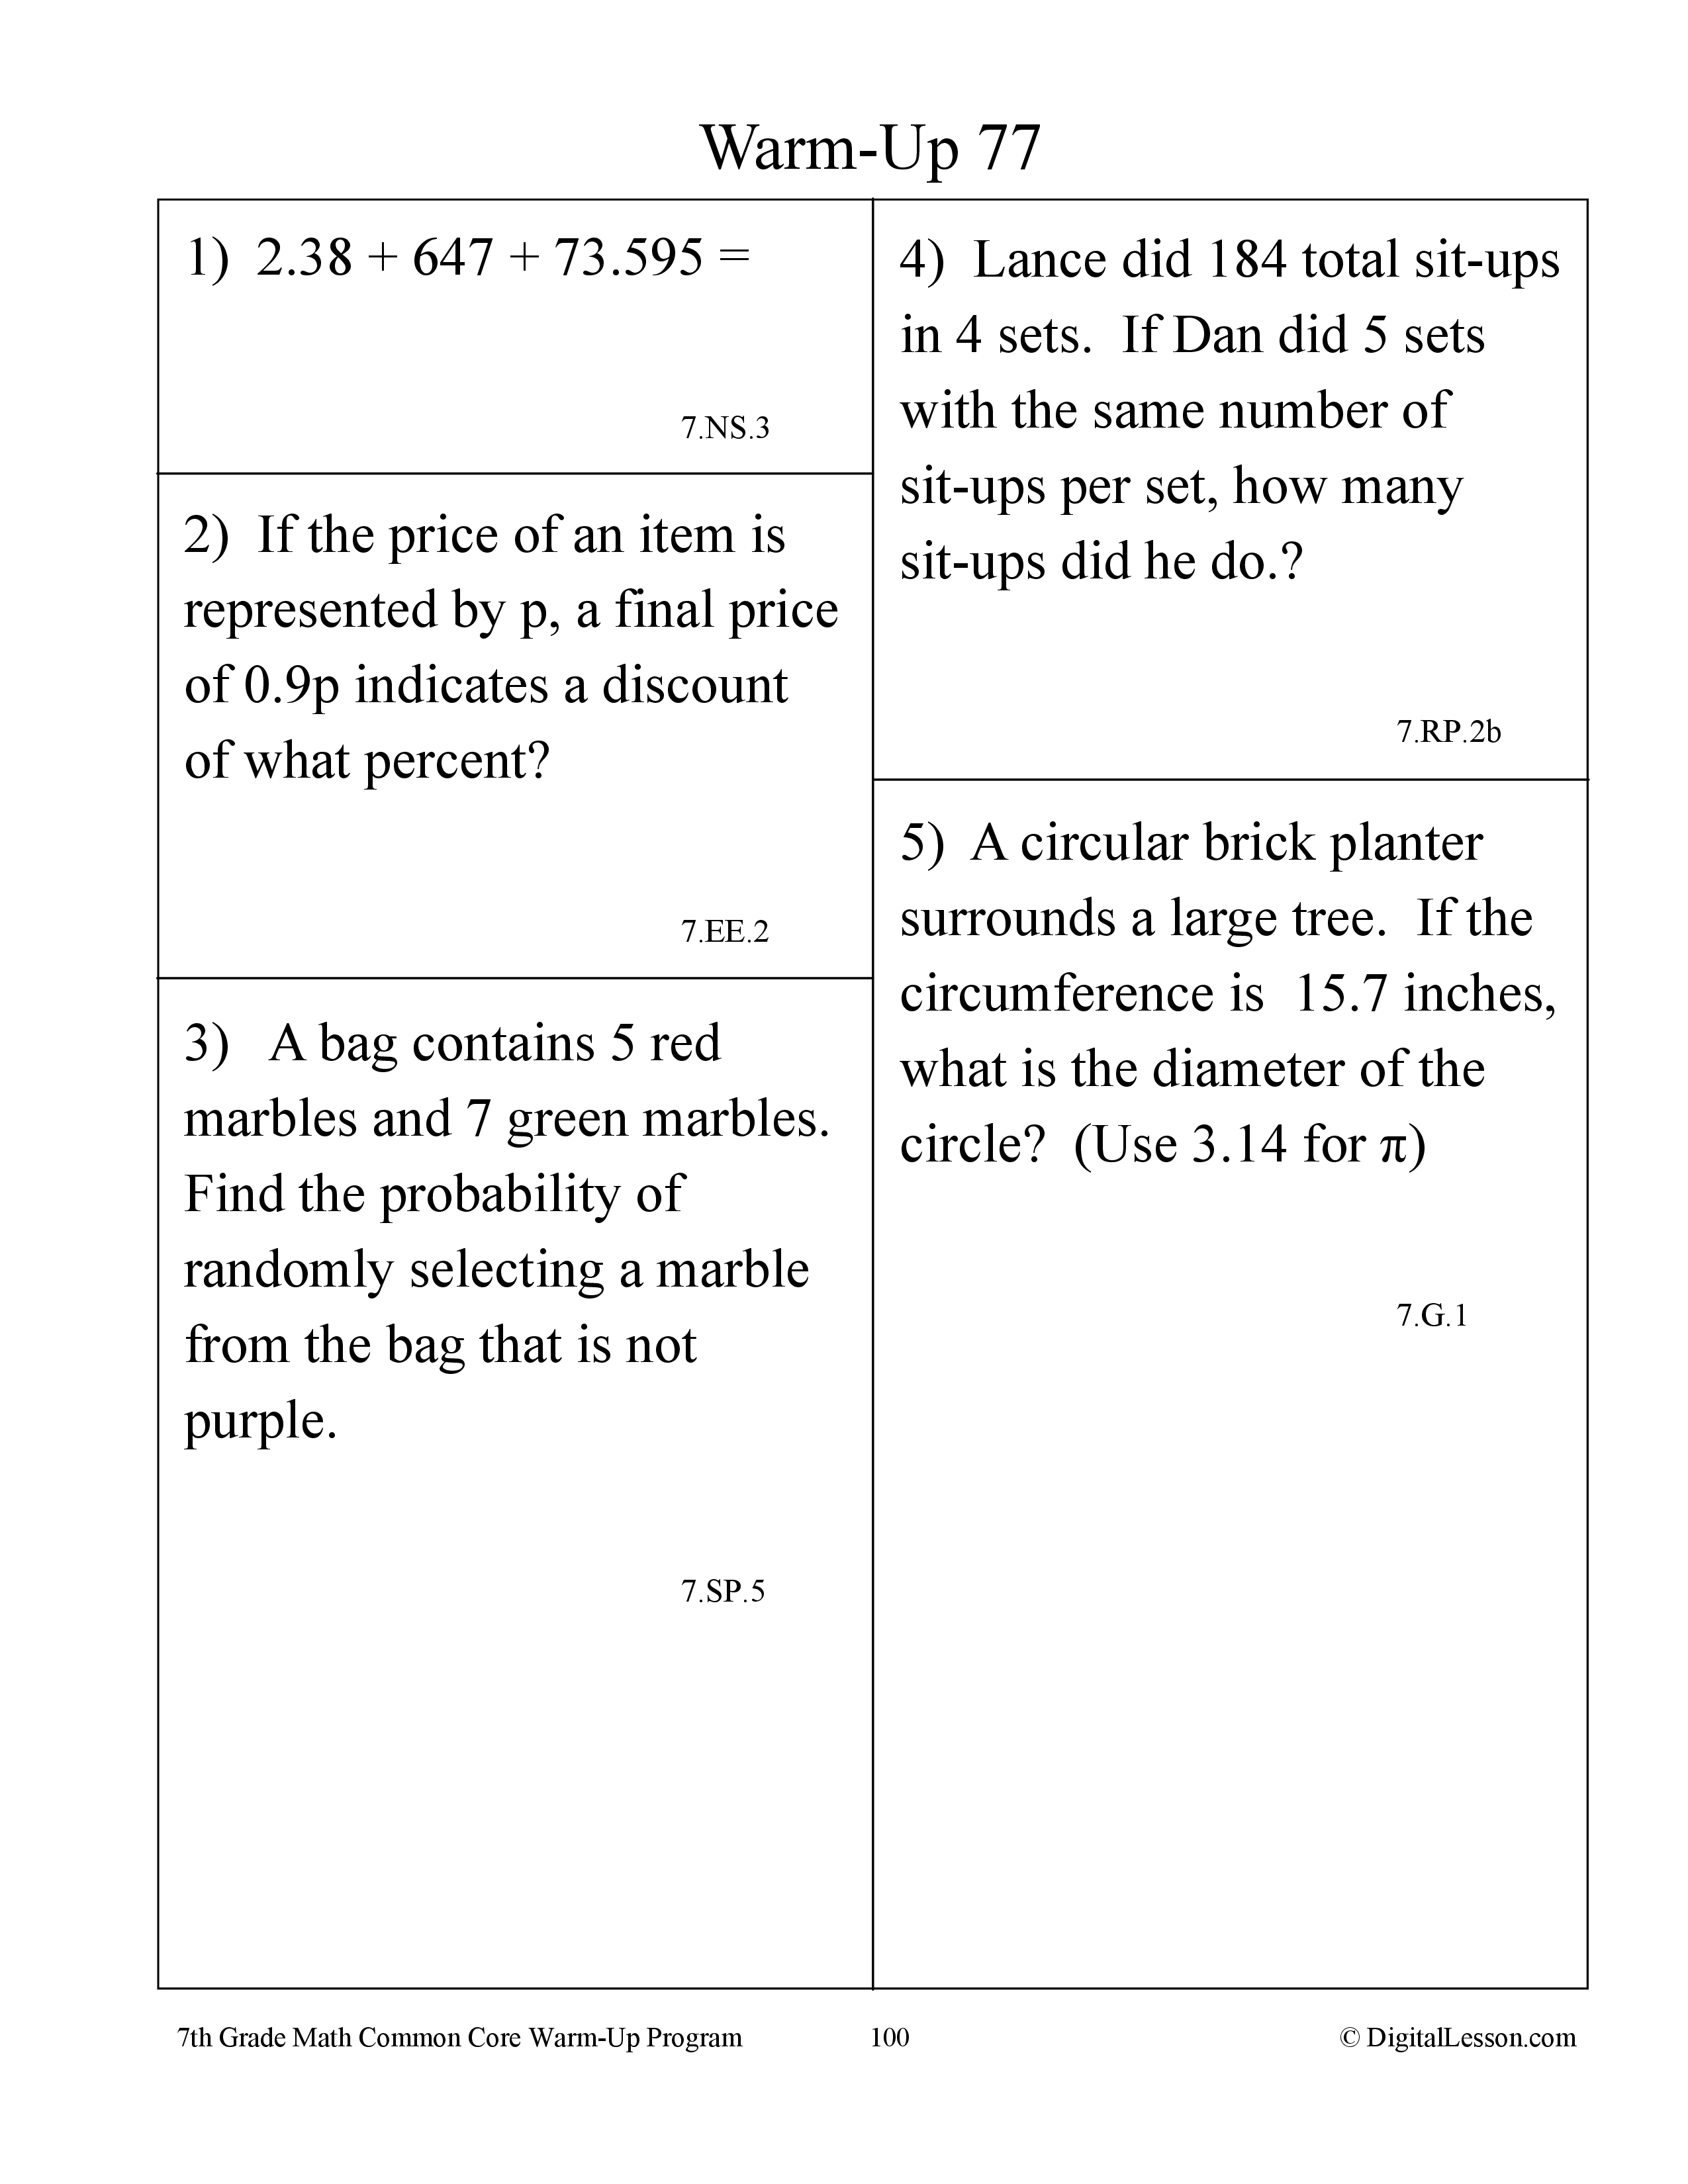 Warm-Up 77
1)  2.38 + 647 + 73.595 =
7.NS.3
2)  If the price of an item is
represented by p, a final price
of 0.9p indicates a discount
of what percent?
7.EE.2
3)   A bag contains 5 red
marbles and 7 green marbles.
Find the probability of
randomly selecting a marble
from the bag that is not
purple.
7.SP.5
4)  Lance did 184 total sit-ups
in 4 sets.  If Dan did 5 sets
with the same number of
sit-ups per set, how many
sit-ups did he do.?
7.RP.2b
5)  A circular brick planter
surrounds a large tree.  If the
circumference is  15.7 inches,
what is the diameter of the
circle?  (Use 3.14 for π)
7.G.1
7th Grade Math Common Core Warm-Up Program
100
© DigitalLesson.com